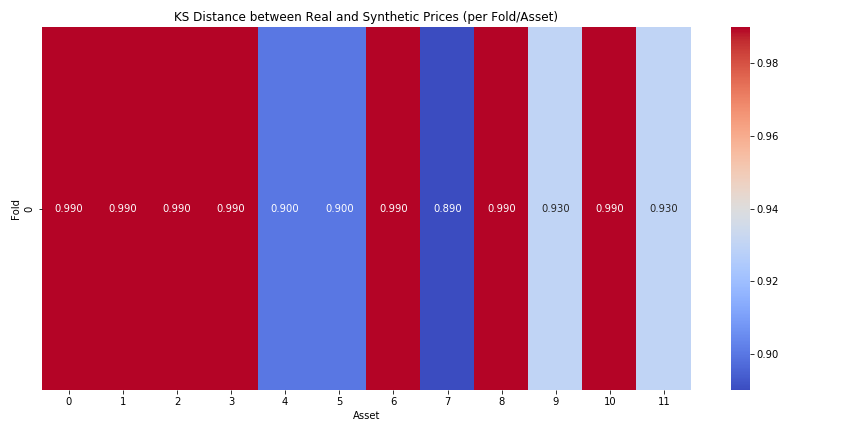 KS Distance between Real and Synthetic Prices (per Fold/Asset)
Fold
0
0.990 0.990 0.990 0.990 0.900 0.900 0.990 0.890 0.990 0.930 0.990 0.930
0 1 2 3 4 5 6 7 8 9 10 11
Asset
0.98
0.96
0.94
0.92
0.90